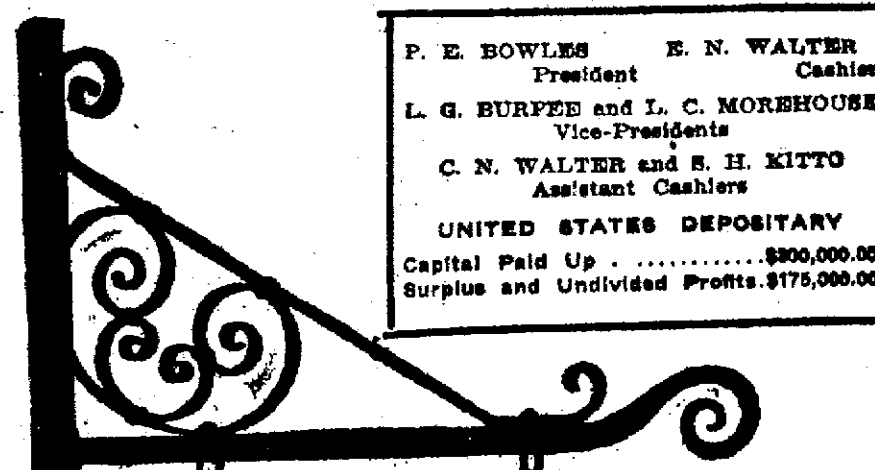 P. E. BOWLES E. N. WALTER
President Cashier
L. G. BURPEE and L. C. MOREHOUSE
Vice-Presidents
C. N. WALTER and S. H. KITTO
Assistant Cashiers
UNITED STATES DEPOSITARY
Capital Paid Up . ............$300,000.00
Surplus and Undivided Profits.$175,000.00